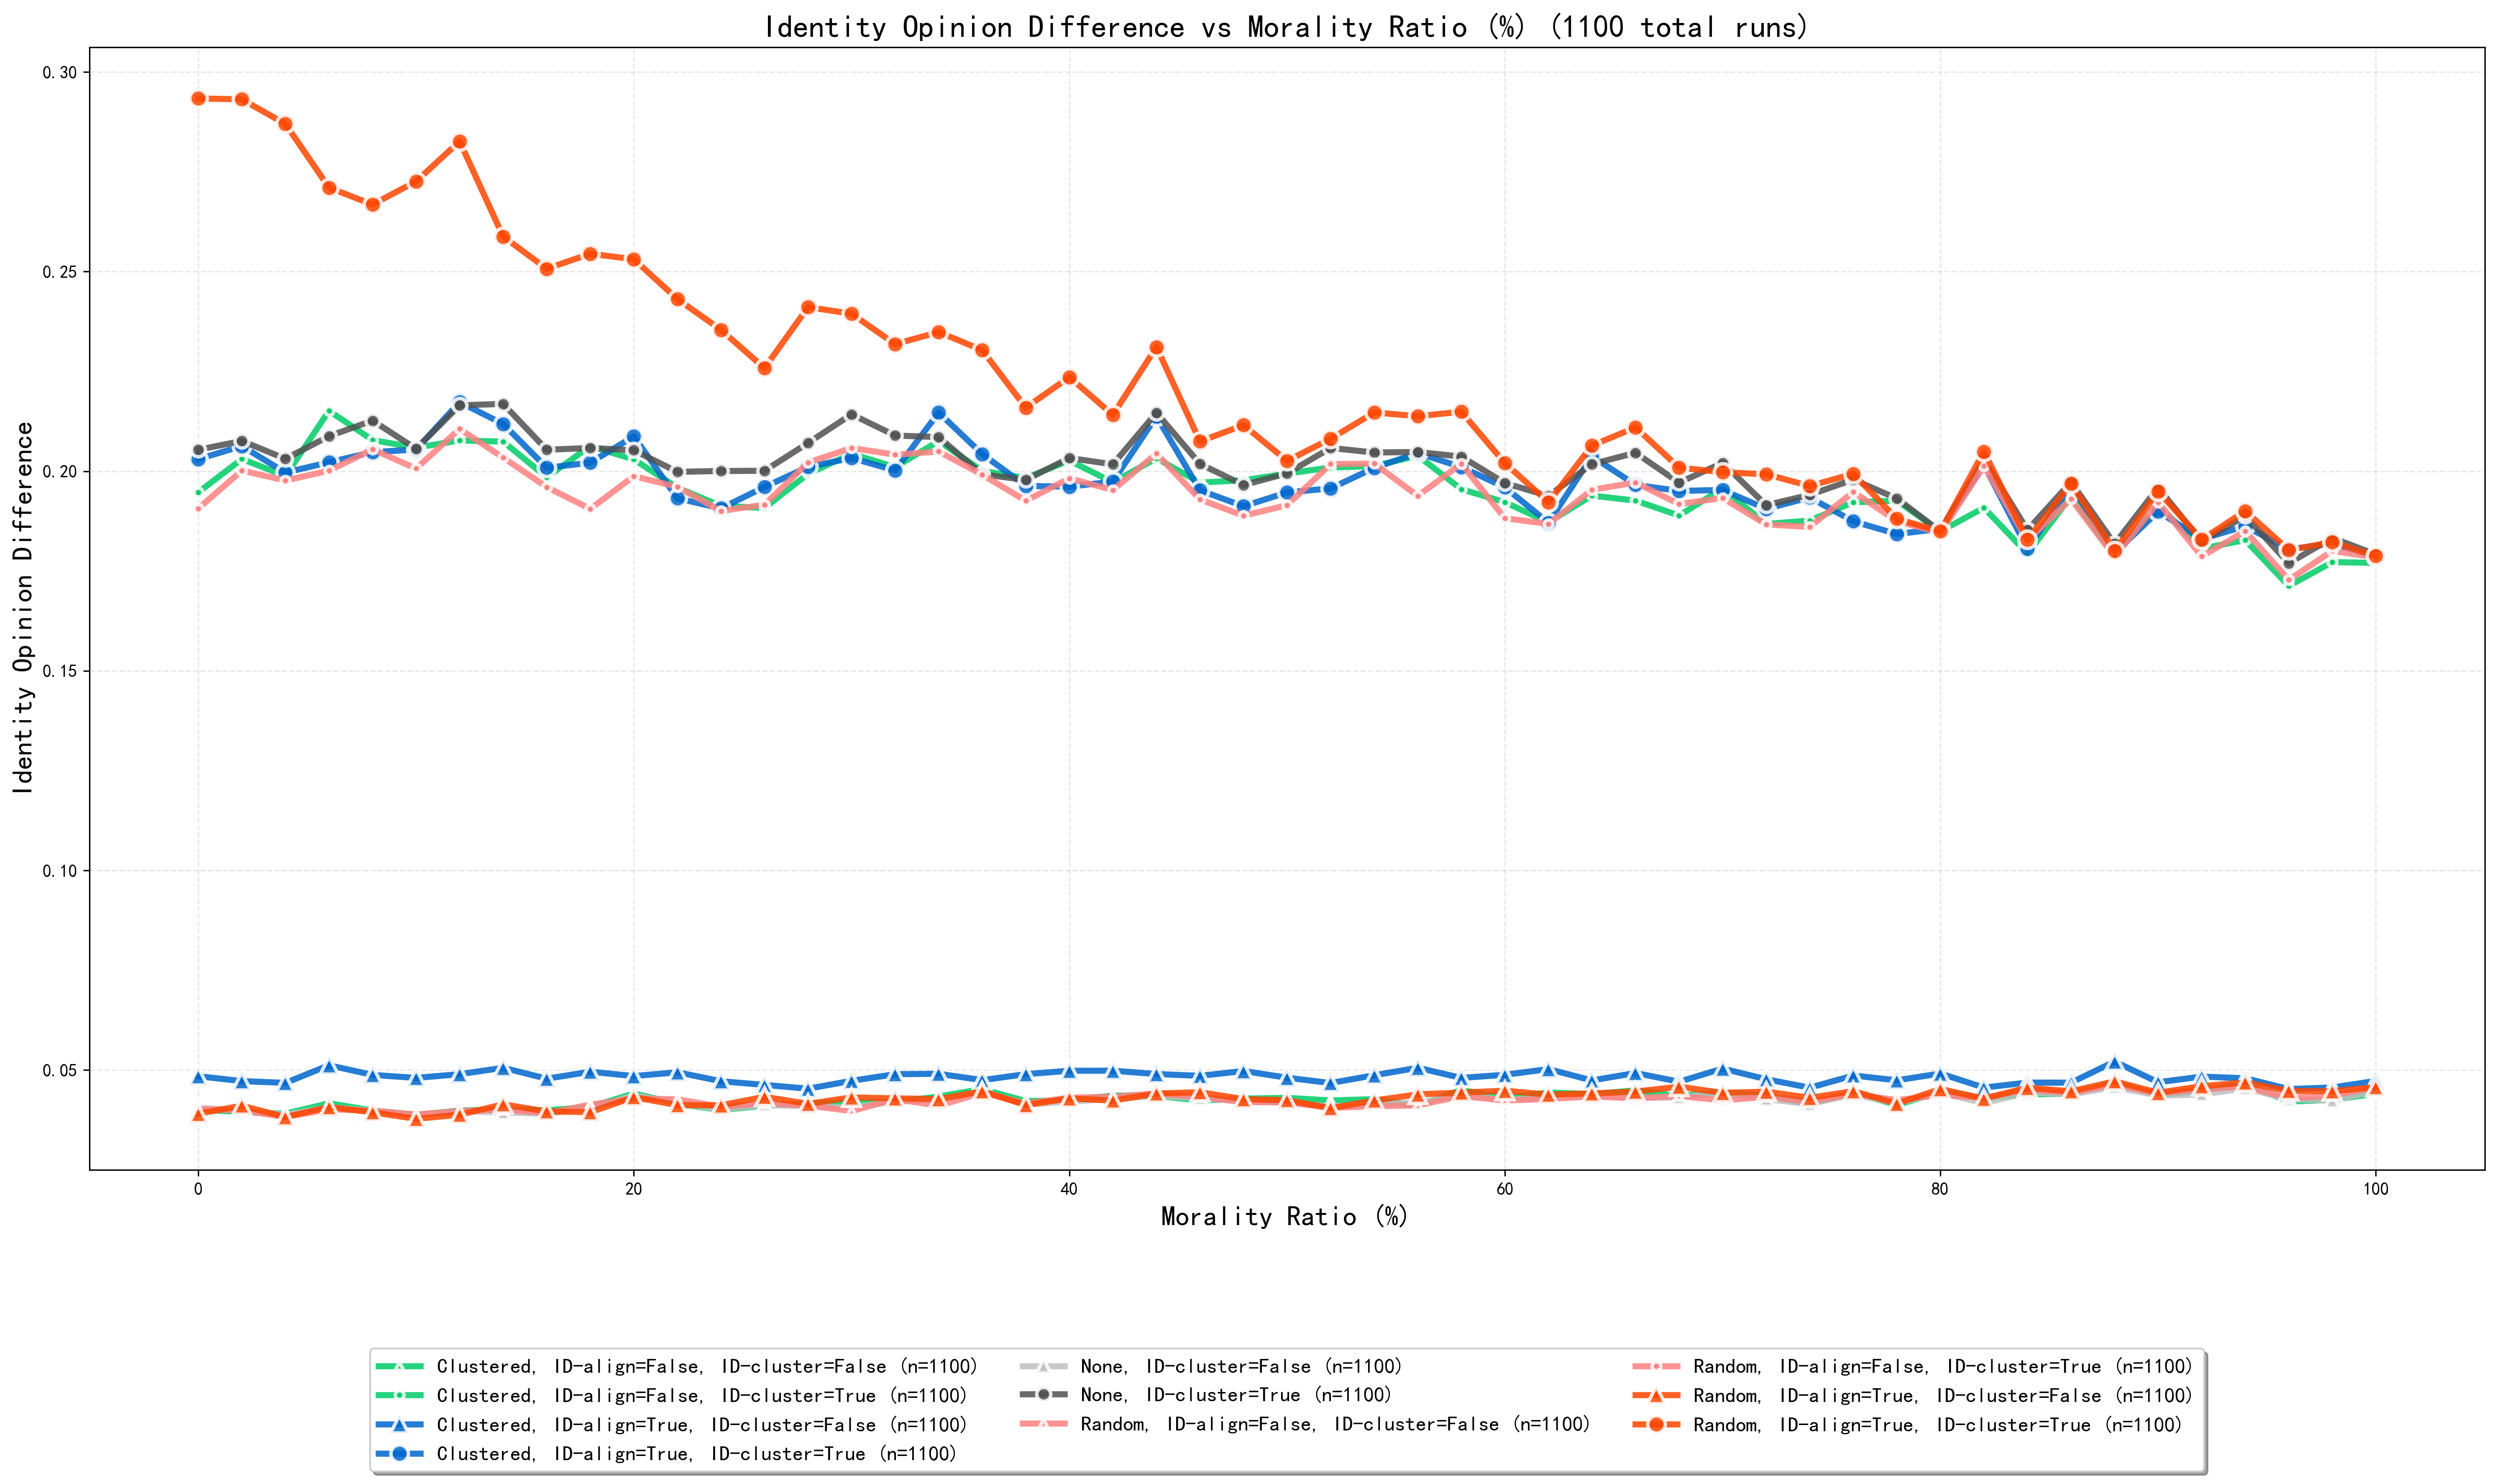 Identity Opinion Difference vs Morality Ratio (%) (1100 total runs)
Identity Opinion Difference
0.30
0.25
0.20
0.15
0.10
0.05
0 20 40 60 80 100
Morality Ratio (%)
Clustered, ID-align=False, ID-cluster=False (n=1100)
Clustered, ID-align=False, ID-cluster=True (n=1100)
Clustered, ID-align=True, ID-cluster=False (n=1100)
Clustered, ID-align=True, ID-cluster=True (n=1100)
None, ID-cluster=False (n=1100)
None, ID-cluster=True (n=1100)
Random, ID-align=False, ID-cluster=False (n=1100)
Random, ID-align=False, ID-cluster=True (n=1100)
Random, ID-align=True, ID-cluster=False (n=1100)
Random, ID-align=True, ID-cluster=True (n=1100)